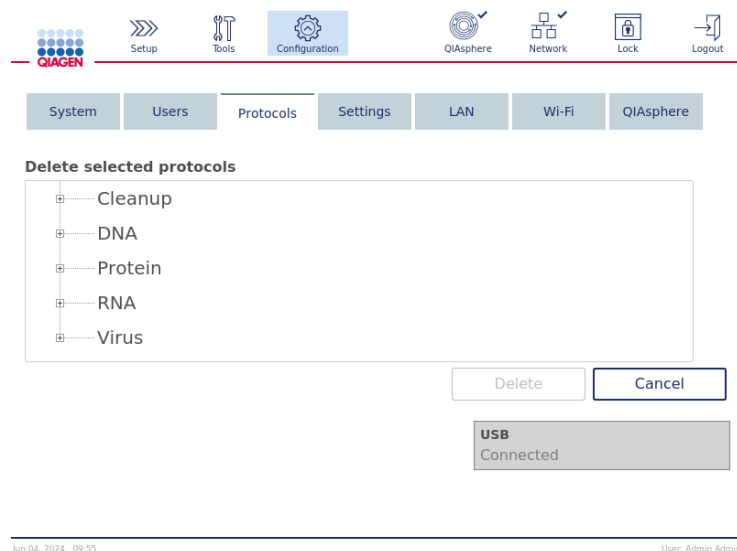 QIAGEN
Setup
Tools
Configuration
QIAsphere
Network
Lock
Logout
System
Users
Protocols
Settings
LAN
Wi-Fi
QIAsphere
Delete selected protocols
Cleanup
DNA
Protein
RNA
Virus
Delete
Cancel
USB
Connected
Jun 04, 2024, 09:55
User: Admin Admi